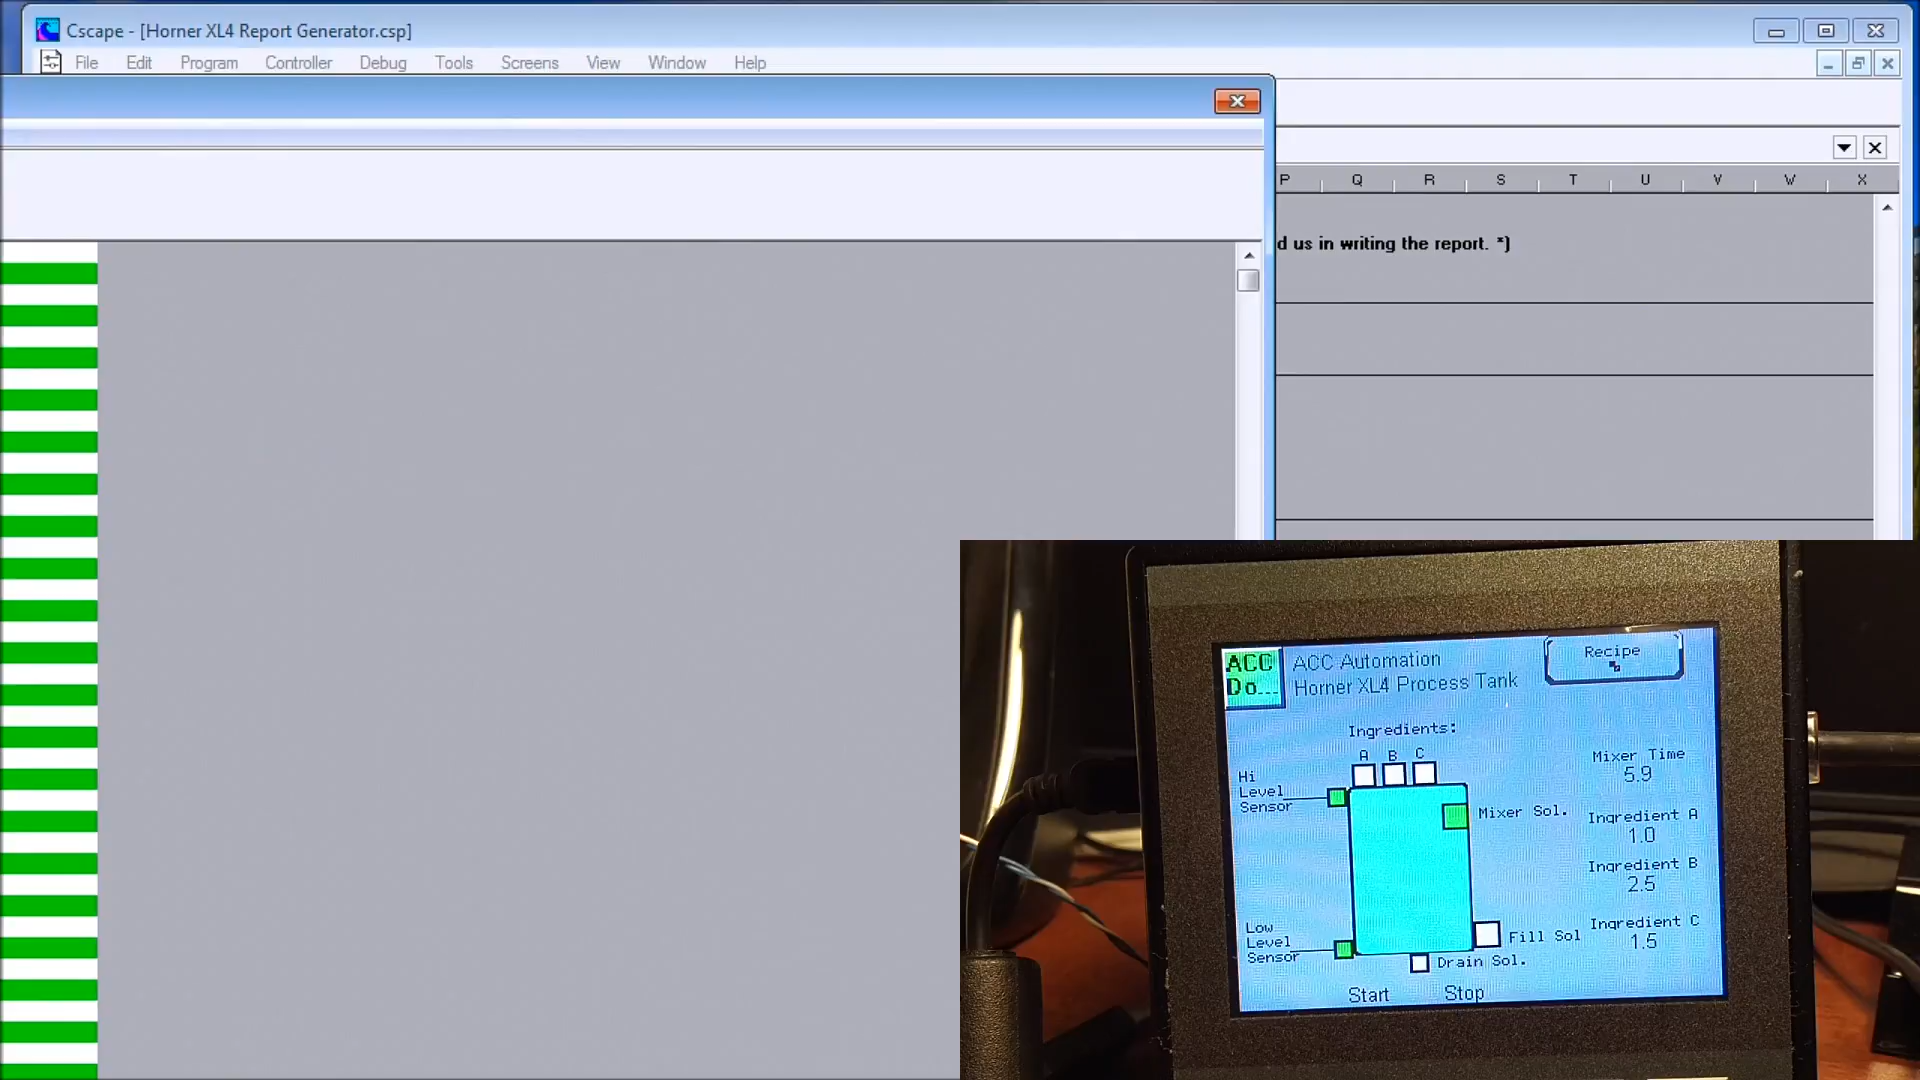 Cscape - [Horner XL4 Report Generator.csp]
File Edit Program Controller Debug Tools Screens View Window Help
P Q R S T U V W X
d us in writing the report. *)
ACC
Do...
ACC Automation
Horner XL4 Process Tank
Recipe
Ingredients:
A B C
Hi
Level
Sensor
Mixer Time
5.9
Mixer Sol.
Ingredient A
1.0
Ingredient B
2.5
Ingredient C
1.5
Low
Level
Sensor
Fill Sol
Drain Sol.
Start Stop